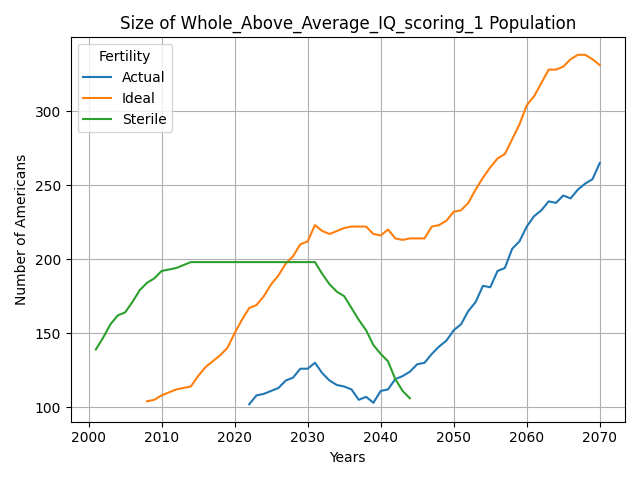 Size of Whole_Above_Average_IQ_scoring_1 Population
Fertility
Actual
Ideal
Sterile
300
250
200
150
100
Number of Americans
2000 2010 2020 2030 2040 2050 2060 2070
Years